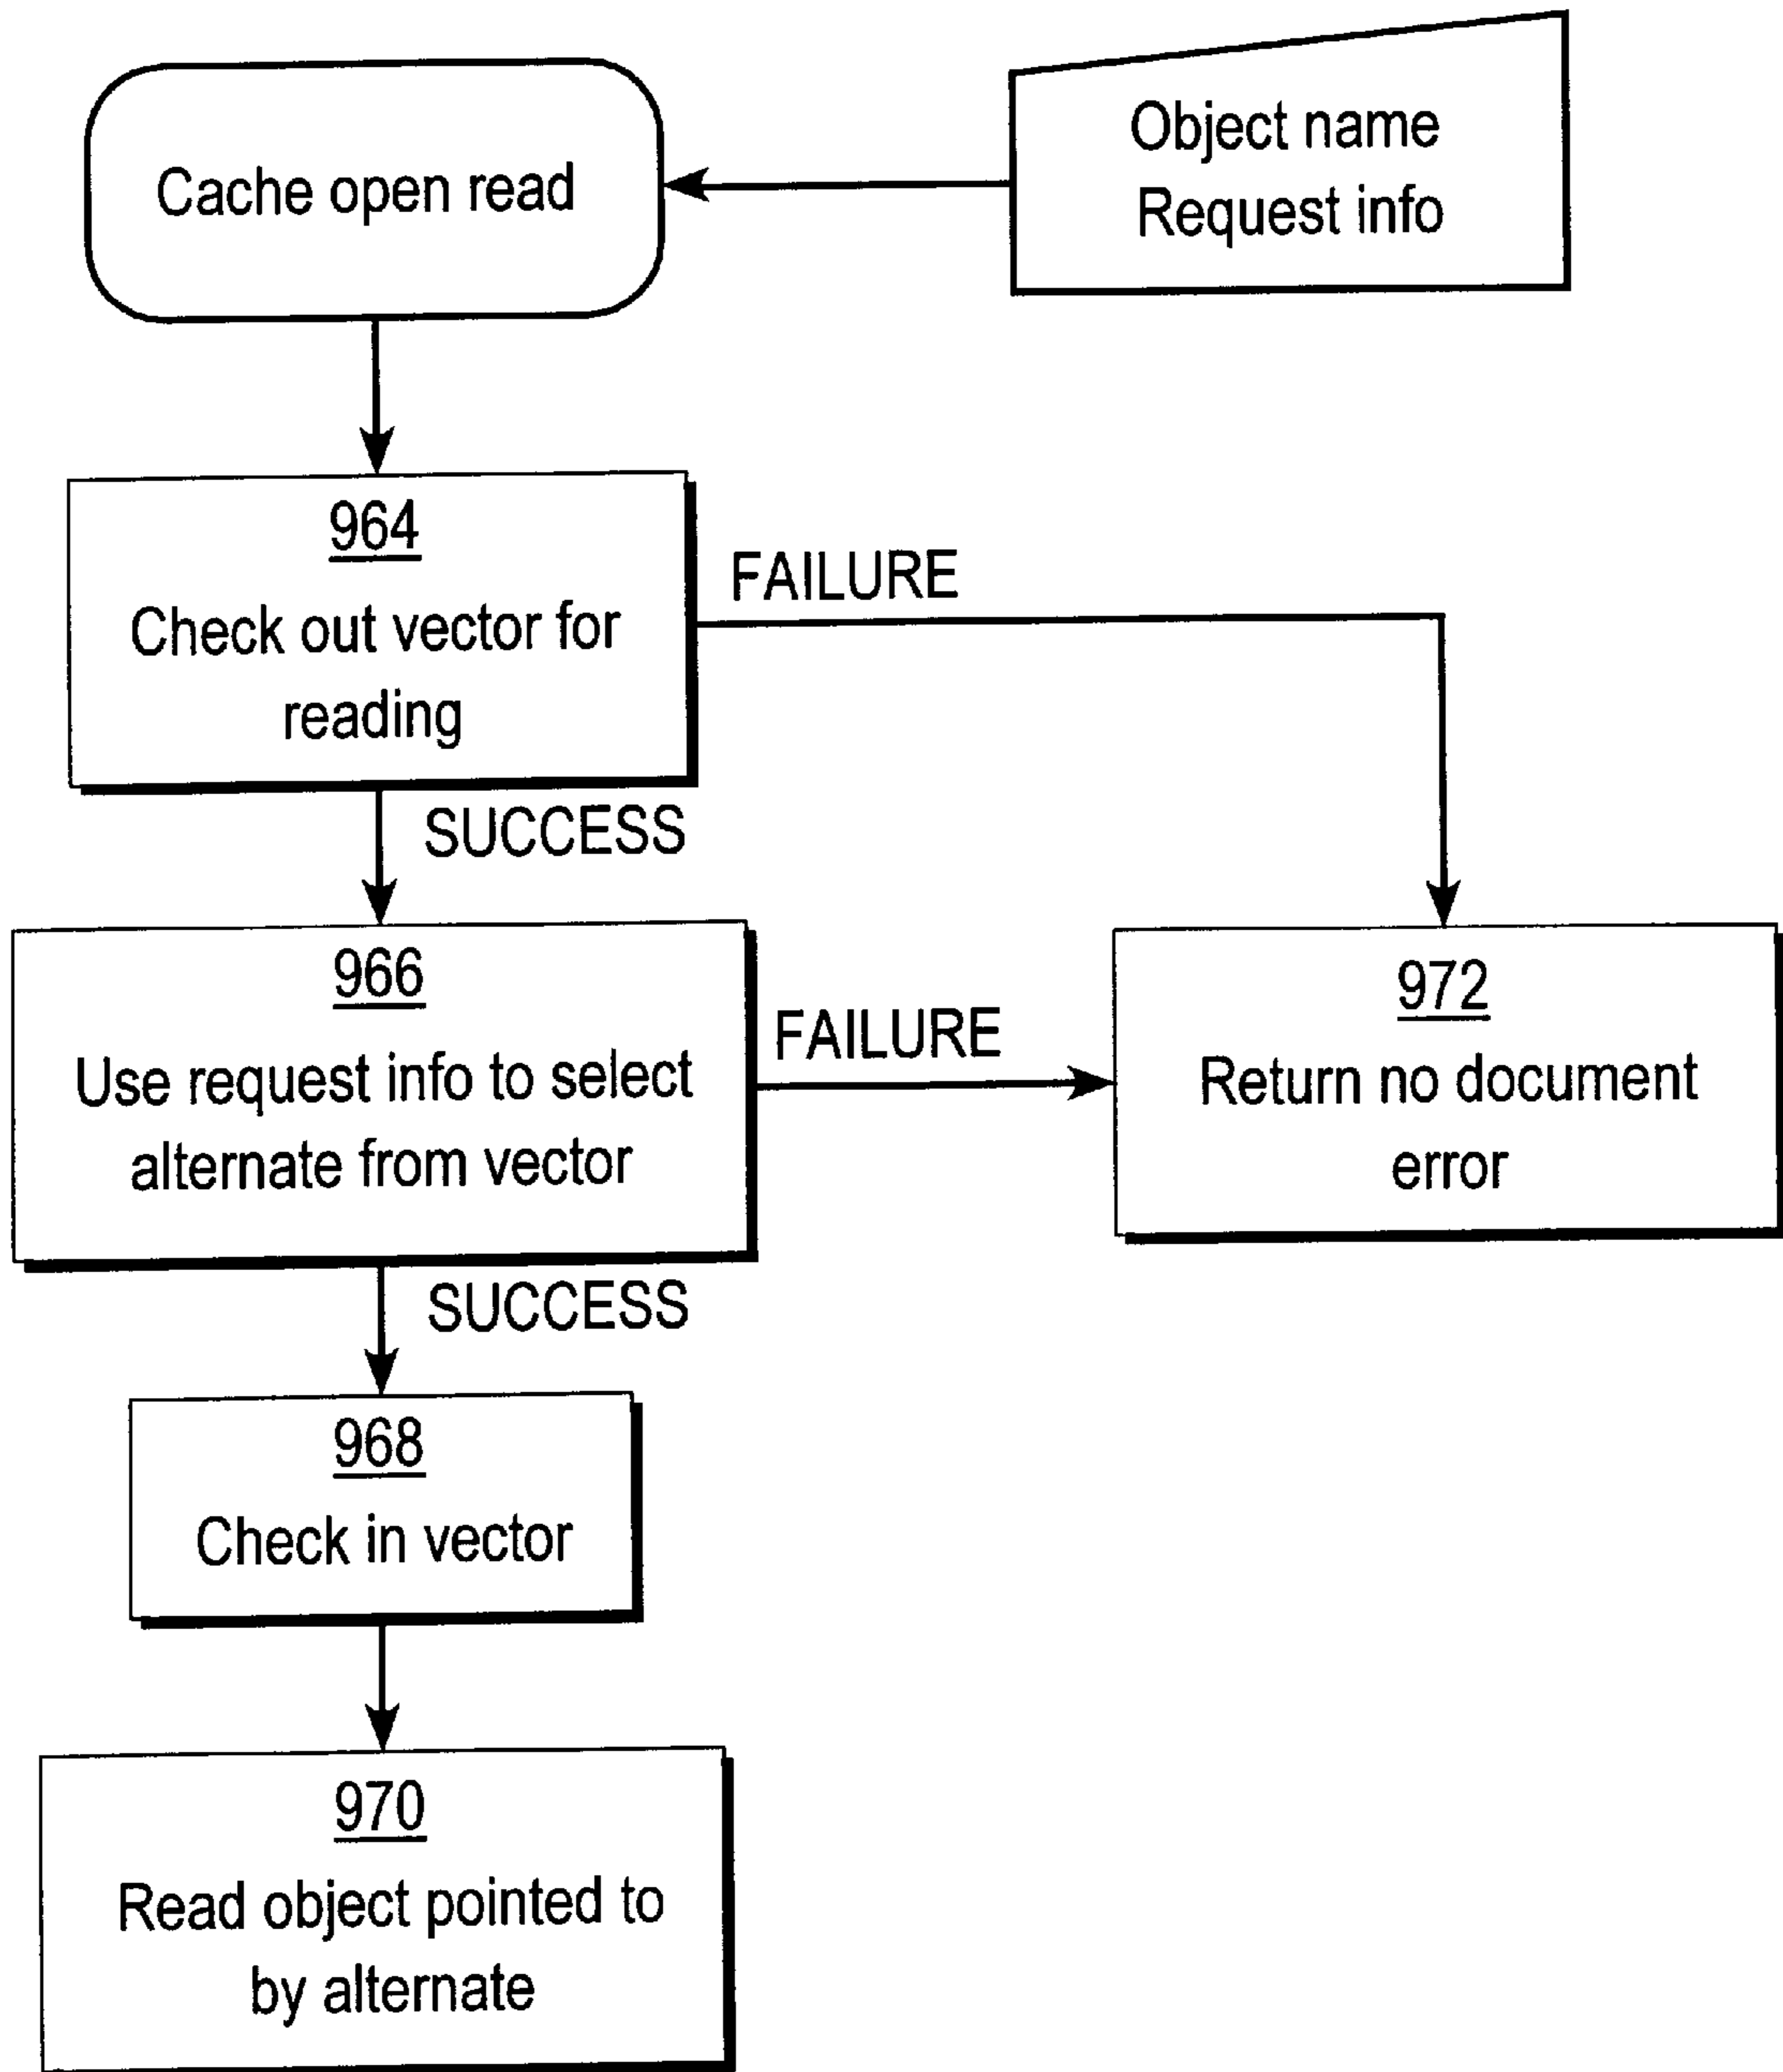 Cache open read
Object name
Request info
964
Check out vector for
reading
FAILURE
SUCCESS
966
Use request info to select
alternate from vector
FAILURE
972
Return no document
error
SUCCESS
968
Check in vector
970
Read object pointed to
by alternate